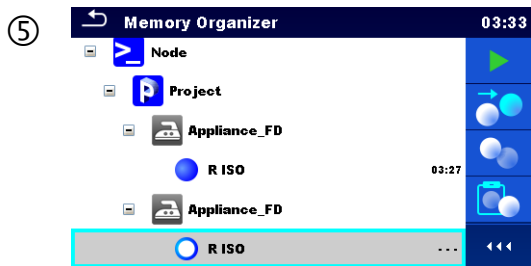 ⑤
Memory Organizer 03:33
Node
Project
Appliance_FD
R ISO 03:27
Appliance_FD
R ISO ---